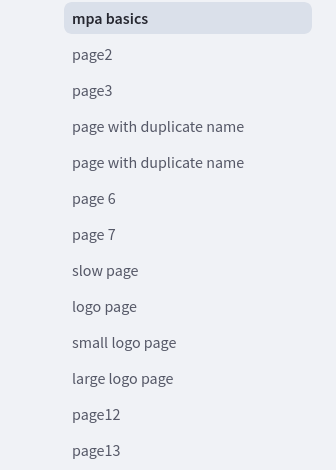 mpa basics
page2
page3
page with duplicate name
page with duplicate name
page 6
page 7
slow page
logo page
small logo page
large logo page
page12
page13